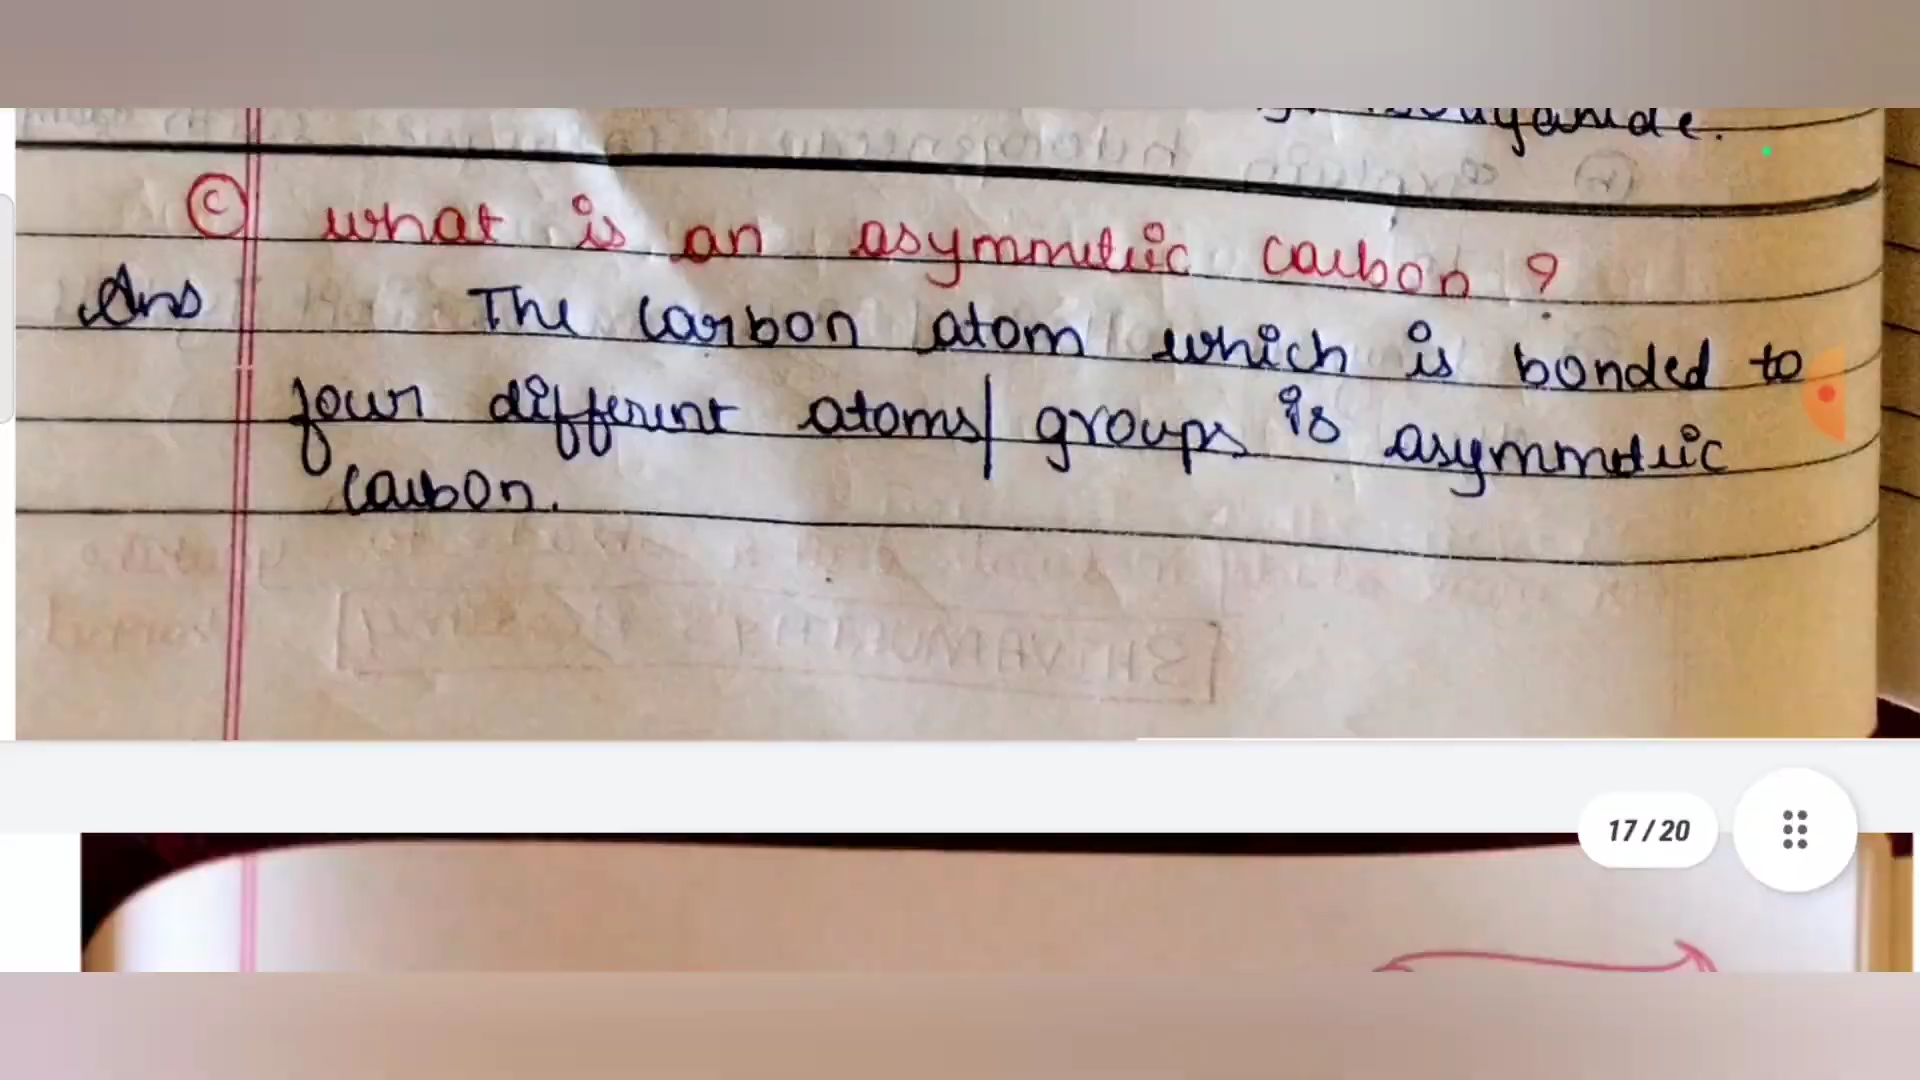 © what is an asymmetric carbon ?
Ans The carbon atom which is bonded to
four different atoms/ groups is asymmetric
carbon.
17/20